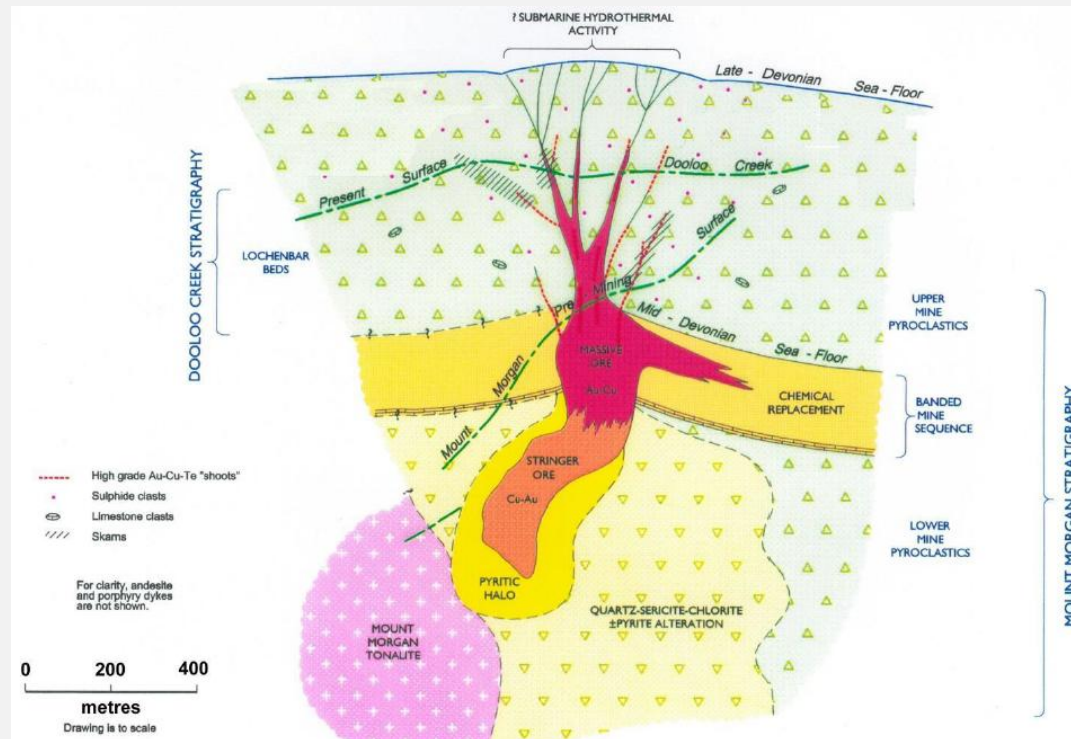 ? SUBMARINE HYDROTHERMAL
ACTIVITY
Late - Devonian
Sea - Floor
Present Surface Dooloo Creek
DOOLOO CREEK STRATIGRAPHY
LOCHENBAR
BEDS
Mount Morgan Pre - Mining Surface
Mid - Devonian
Sea - Floor
UPPER
MINE
PYROCLASTICS
MASSIVE
ORE
Au-Cu
CHEMICAL
REPLACEMENT
BANDED
MINE
SEQUENCE
MOUNT MORGAN STRATIGRAPHY
STRINGER
ORE
Cu-Au
High grade Au-Cu-Te "shoots"
Sulphide clasts
Limestone clasts
Skarns
For clarity, andesite
and porphyry dykes
are not shown.
PYRITIC
HALO
LOWER
MINE
PYROCLASTICS
QUARTZ-SERICITE-CHLORITE
±PYRITE ALTERATION
MOUNT
MORGAN
TONALITE
0 200 400
metres
Drawing is to scale